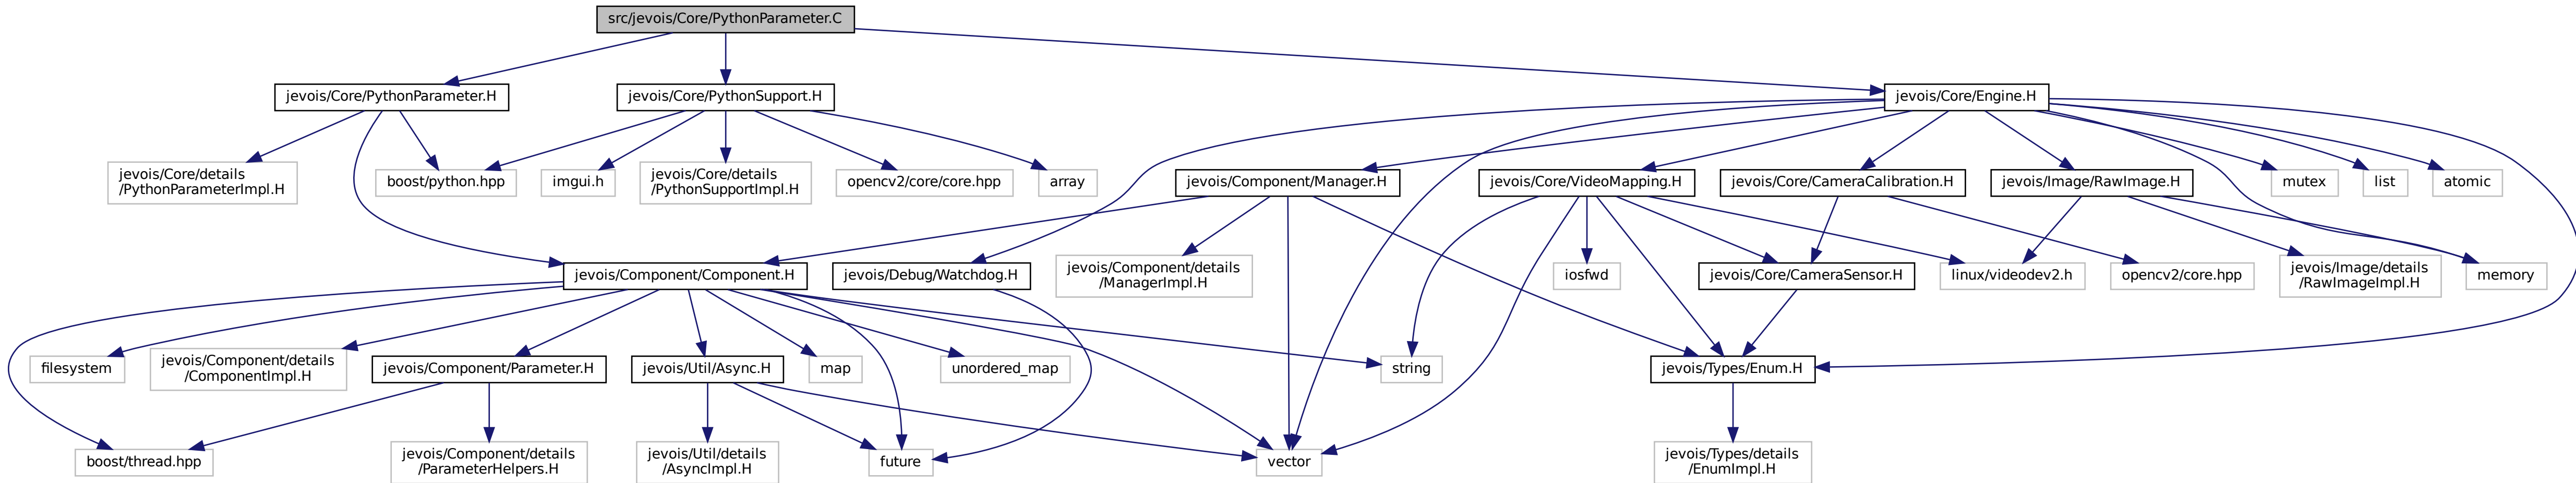 src/jevois/Core/PythonParameter.C
jevois/Core/PythonParameter.H
jevois/Core/PythonSupport.H
jevois/Core/Engine.H
jevois/Core/details
/PythonParameterImpl.H
boost/python.hpp
imgui.h
jevois/Core/details
/PythonSupportImpl.H
opencv2/core/core.hpp
array
jevois/Component/Manager.H
jevois/Core/VideoMapping.H
jevois/Core/CameraCalibration.H
jevois/Image/RawImage.H
mutex
list
atomic
jevois/Component/Component.H
jevois/Debug/Watchdog.H
jevois/Component/details
/ManagerImpl.H
iosfwd
jevois/Core/CameraSensor.H
linux/videodev2.h
opencv2/core.hpp
jevois/Image/details
/RawImageImpl.H
memory
filesystem
jevois/Component/details
/ComponentImpl.H
jevois/Component/Parameter.H
jevois/Util/Async.H
map
unordered_map
string
jevois/Types/Enum.H
boost/thread.hpp
jevois/Component/details
/ParameterHelpers.H
jevois/Util/details
/AsyncImpl.H
future
vector
jevois/Types/details
/EnumImpl.H